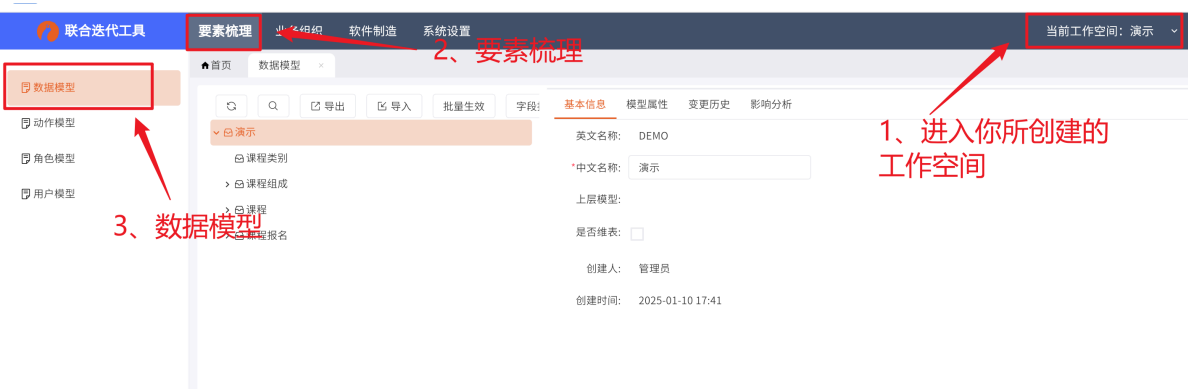 联合迭代工具
要素梳理 业务组织 软件制造 系统设置
当前工作空间：演示
2、要素梳理
首页 数据模型 ×
数据模型
动作模型
角色模型
用户模型
导出 导入 批量生效 字段
基本信息 模型属性 变更历史 影响分析
演示
课程类别
课程组成
课程
课程报名
英文名称: DEMO
*中文名称: 演示
上层模型:
是否维表:
创建人: 管理员
创建时间: 2025-01-10 17:41
1、进入你所创建的
工作空间
3、数据模型